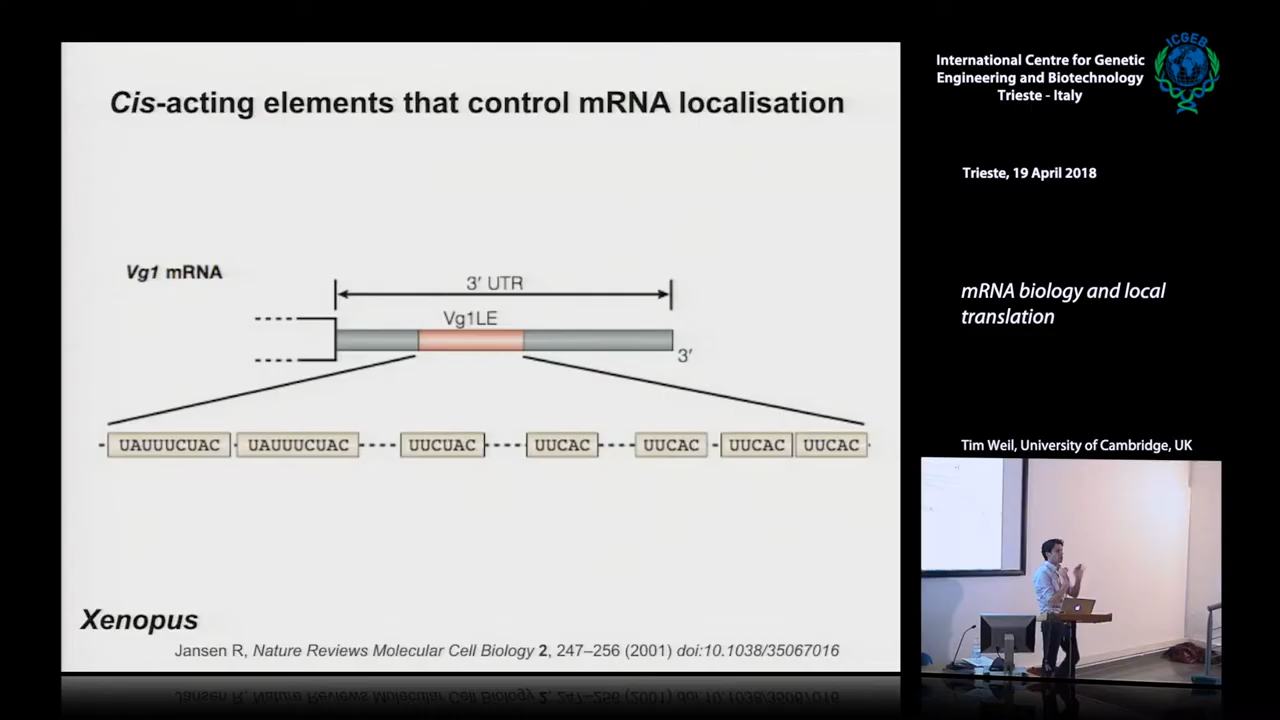 Cis-acting elements that control mRNA localisation
Vg1 mRNA
3′ UTR
Vg1LE
3′
UAUUUCUAC UAUUUCUAC UUCUAC UUCAC UUCAC UUCAC UUCAC
Xenopus
Jansen R, Nature Reviews Molecular Cell Biology 2, 247–256 (2001) doi:10.1038/35067016
International Centre for Genetic
Engineering and Biotechnology
Trieste - Italy
ICGEB
Trieste, 19 April 2018
mRNA biology and local
translation
Tim Weil, University of Cambridge, UK